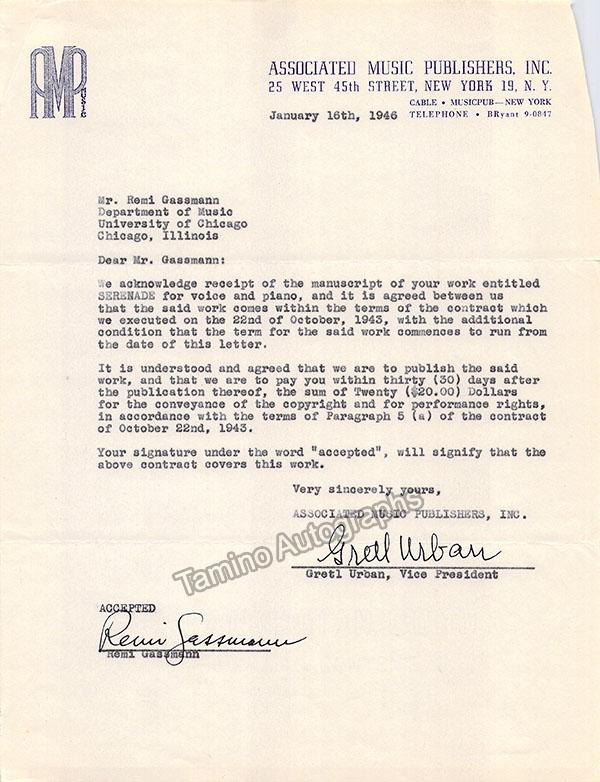 AMP
MUSIC
ASSOCIATED MUSIC PUBLISHERS, INC.
25 WEST 45th STREET, NEW YORK 19, N. Y.
CABLE • MUSICPUB—NEW YORK
January 16th, 1946
TELEPHONE • BRyant 9-0847
Mr. Remi Gassmann
Department of Music
University of Chicago
Chicago, Illinois
Dear Mr. Gassmann:
We acknowledge receipt of the manuscript of your work entitled
SERENADE for voice and piano, and it is agreed between us
that the said work comes within the terms of the contract which
we executed on the 22nd of October, 1943, with the additional
condition that the term for the said work commences to run from
the date of this letter.
It is understood and agreed that we are to publish the said
work, and that we are to pay you within thirty (30) days after
the publication thereof, the sum of Twenty ($20.00) Dollars
for the conveyance of the copyright and for performance rights,
in accordance with the terms of Paragraph 5 (a) of the contract
of October 22nd, 1943.
Your signature under the word "accepted", will signify that the
above contract covers this work.
Very sincerely yours,
ASSOCIATED MUSIC PUBLISHERS, INC.
Gretl Urban
Gretl Urban, Vice President
Tamino Autographs
ACCEPTED
Remi Gassmann
Remi Gassmann